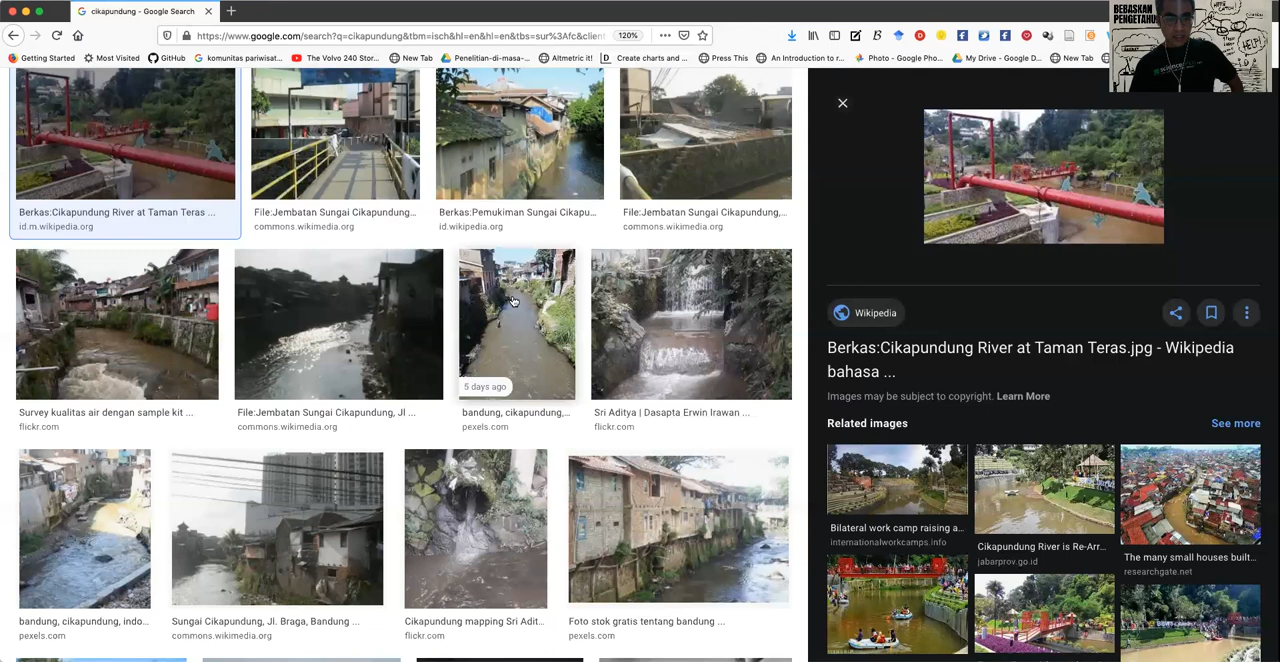 cikapundung - Google Search
https://www.google.com/search?q=cikapundung&tbm=isch&hl=en&hl=en&tbs=sur%3Afc&client
120%
Getting Started
Most Visited
GitHub
komunitas pariwisat...
The Volvo 240 Stor...
New Tab
Penelitian-di-masa-...
Altmetric it!
Create charts and ...
Press This
An Introduction to r...
Photo - Google Pho...
My Drive - Google D...
New Tab
BEBASKAN
PENGETAHU
HELP!
Berkas:Cikapundung River at Taman Teras ...
id.m.wikipedia.org
File:Jembatan Sungai Cikapundung...
commons.wikimedia.org
Berkas:Pemukiman Sungai Cikapu...
id.wikipedia.org
File:Jembatan Sungai Cikapundung,...
commons.wikimedia.org
5 days ago
Survey kualitas air dengan sample kit ...
flickr.com
File:Jembatan Sungai Cikapundung, Jl ...
commons.wikimedia.org
bandung, cikapundung,...
pexels.com
Sri Aditya | Dasapta Erwin Irawan ...
flickr.com
bandung, cikapundung, indo...
pexels.com
Sungai Cikapundung, Jl. Braga, Bandung ...
commons.wikimedia.org
Cikapundung mapping Sri Adit...
flickr.com
Foto stok gratis tentang bandung ...
pexels.com
Wikipedia
Berkas:Cikapundung River at Taman Teras.jpg - Wikipedia
bahasa ...
Images may be subject to copyright. Learn More
Related images
See more
Bilateral work camp raising a...
internationalworkcamps.info
Cikapundung River is Re-Arr...
jabarprov.go.id
The many small houses built...
researchgate.net